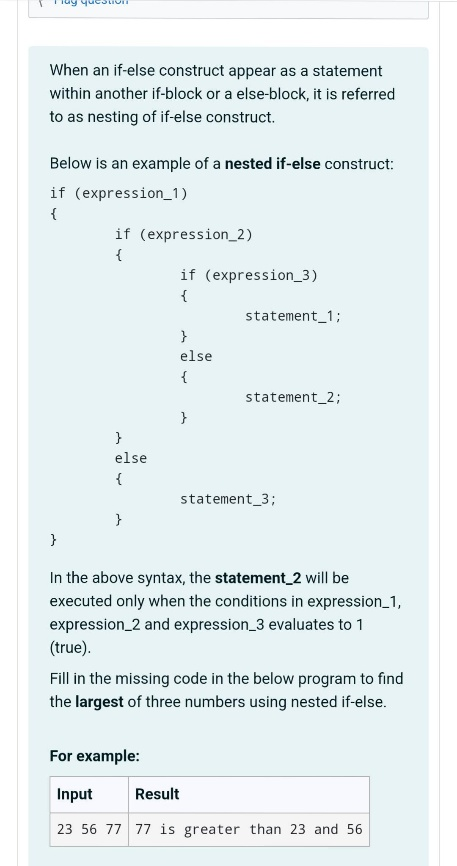 Flag question
When an if-else construct appear as a statement
within another if-block or a else-block, it is referred
to as nesting of if-else construct.
Below is an example of a nested if-else construct:
if (expression_1)
{
if (expression_2)
{
if (expression_3)
{
statement_1;
}
else
{
statement_2;
}
}
else
{
statement_3;
}
}
In the above syntax, the statement_2 will be
executed only when the conditions in expression_1,
expression_2 and expression_3 evaluates to 1
(true).
Fill in the missing code in the below program to find
the largest of three numbers using nested if-else.
For example:
Input Result
23 56 77 77 is greater than 23 and 56